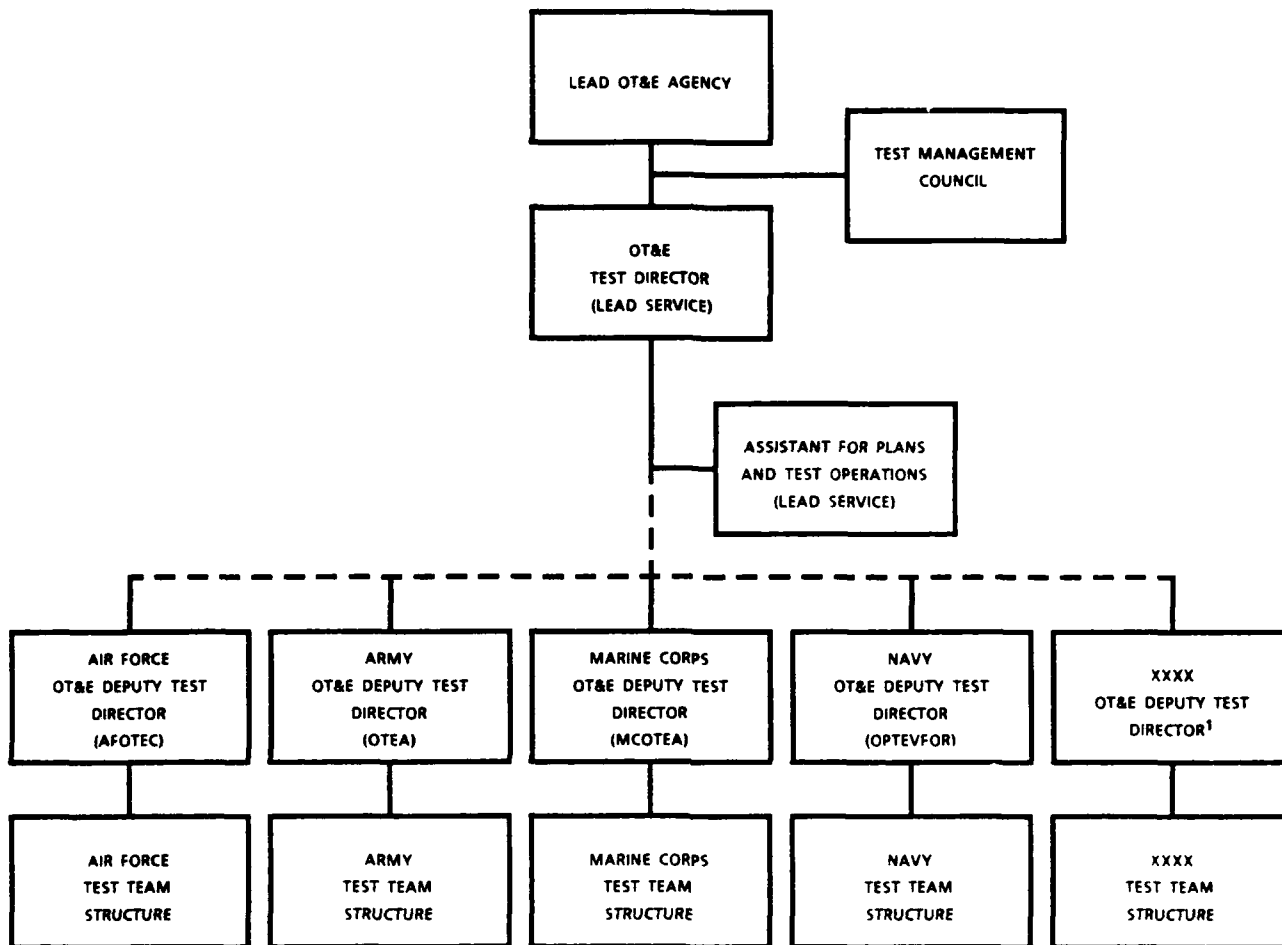 LEAD OT&E AGENCY
TEST MANAGEMENT
COUNCIL
OT&E
TEST DIRECTOR
(LEAD SERVICE)
ASSISTANT FOR PLANS
AND TEST OPERATIONS
(LEAD SERVICE)
AIR FORCE
OT&E DEPUTY TEST
DIRECTOR
(AFOTEC)
ARMY
OT&E DEPUTY TEST
DIRECTOR
(OTEA)
MARINE CORPS
OT&E DEPUTY TEST
DIRECTOR
(MCOTEA)
NAVY
OT&E DEPUTY TEST
DIRECTOR
(OPTEVFOR)
XXXX
OT&E DEPUTY TEST
DIRECTOR¹
AIR FORCE
TEST TEAM
STRUCTURE
ARMY
TEST TEAM
STRUCTURE
MARINE CORPS
TEST TEAM
STRUCTURE
NAVY
TEST TEAM
STRUCTURE
XXXX
TEST TEAM
STRUCTURE